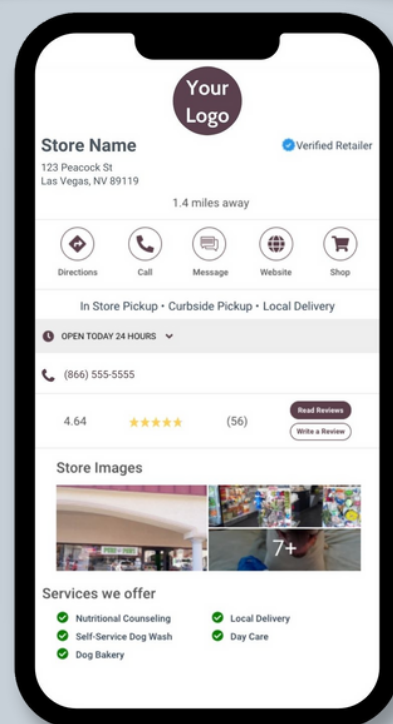 Your
Logo
Store Name
Verified Retailer
123 Peacock St
Las Vegas, NV 89119
1.4 miles away
Directions
Call
Message
Website
Shop
In Store Pickup • Curbside Pickup • Local Delivery
OPEN TODAY 24 HOURS
(866) 555-5555
4.64
(56)
Read Reviews
Write a Review
Store Images
7+
Services we offer
Nutritional Counseling
Local Delivery
Self-Service Dog Wash
Day Care
Dog Bakery